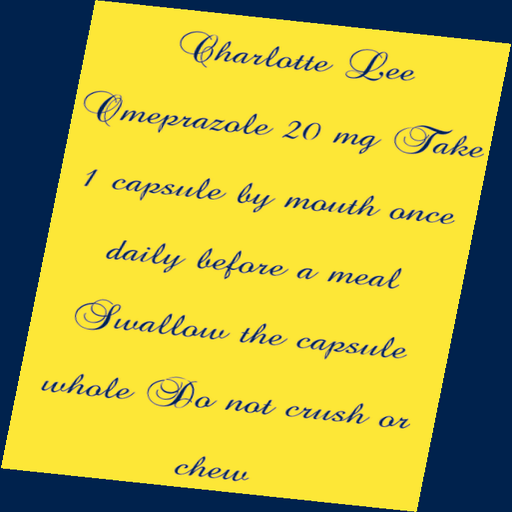 Charlotte Lee
Omeprazole 20 mg Take
1 capsule by mouth once
daily before a meal
Swallow the capsule
whole Do not crush or
chew